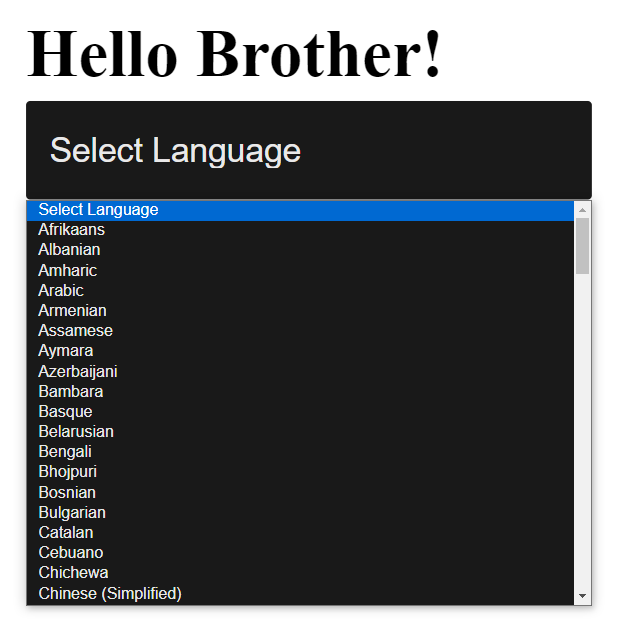 Hello Brother!
Select Language
Select Language
Afrikaans
Albanian
Amharic
Arabic
Armenian
Assamese
Aymara
Azerbaijani
Bambara
Basque
Belarusian
Bengali
Bhojpuri
Bosnian
Bulgarian
Catalan
Cebuano
Chichewa
Chinese (Simplified)